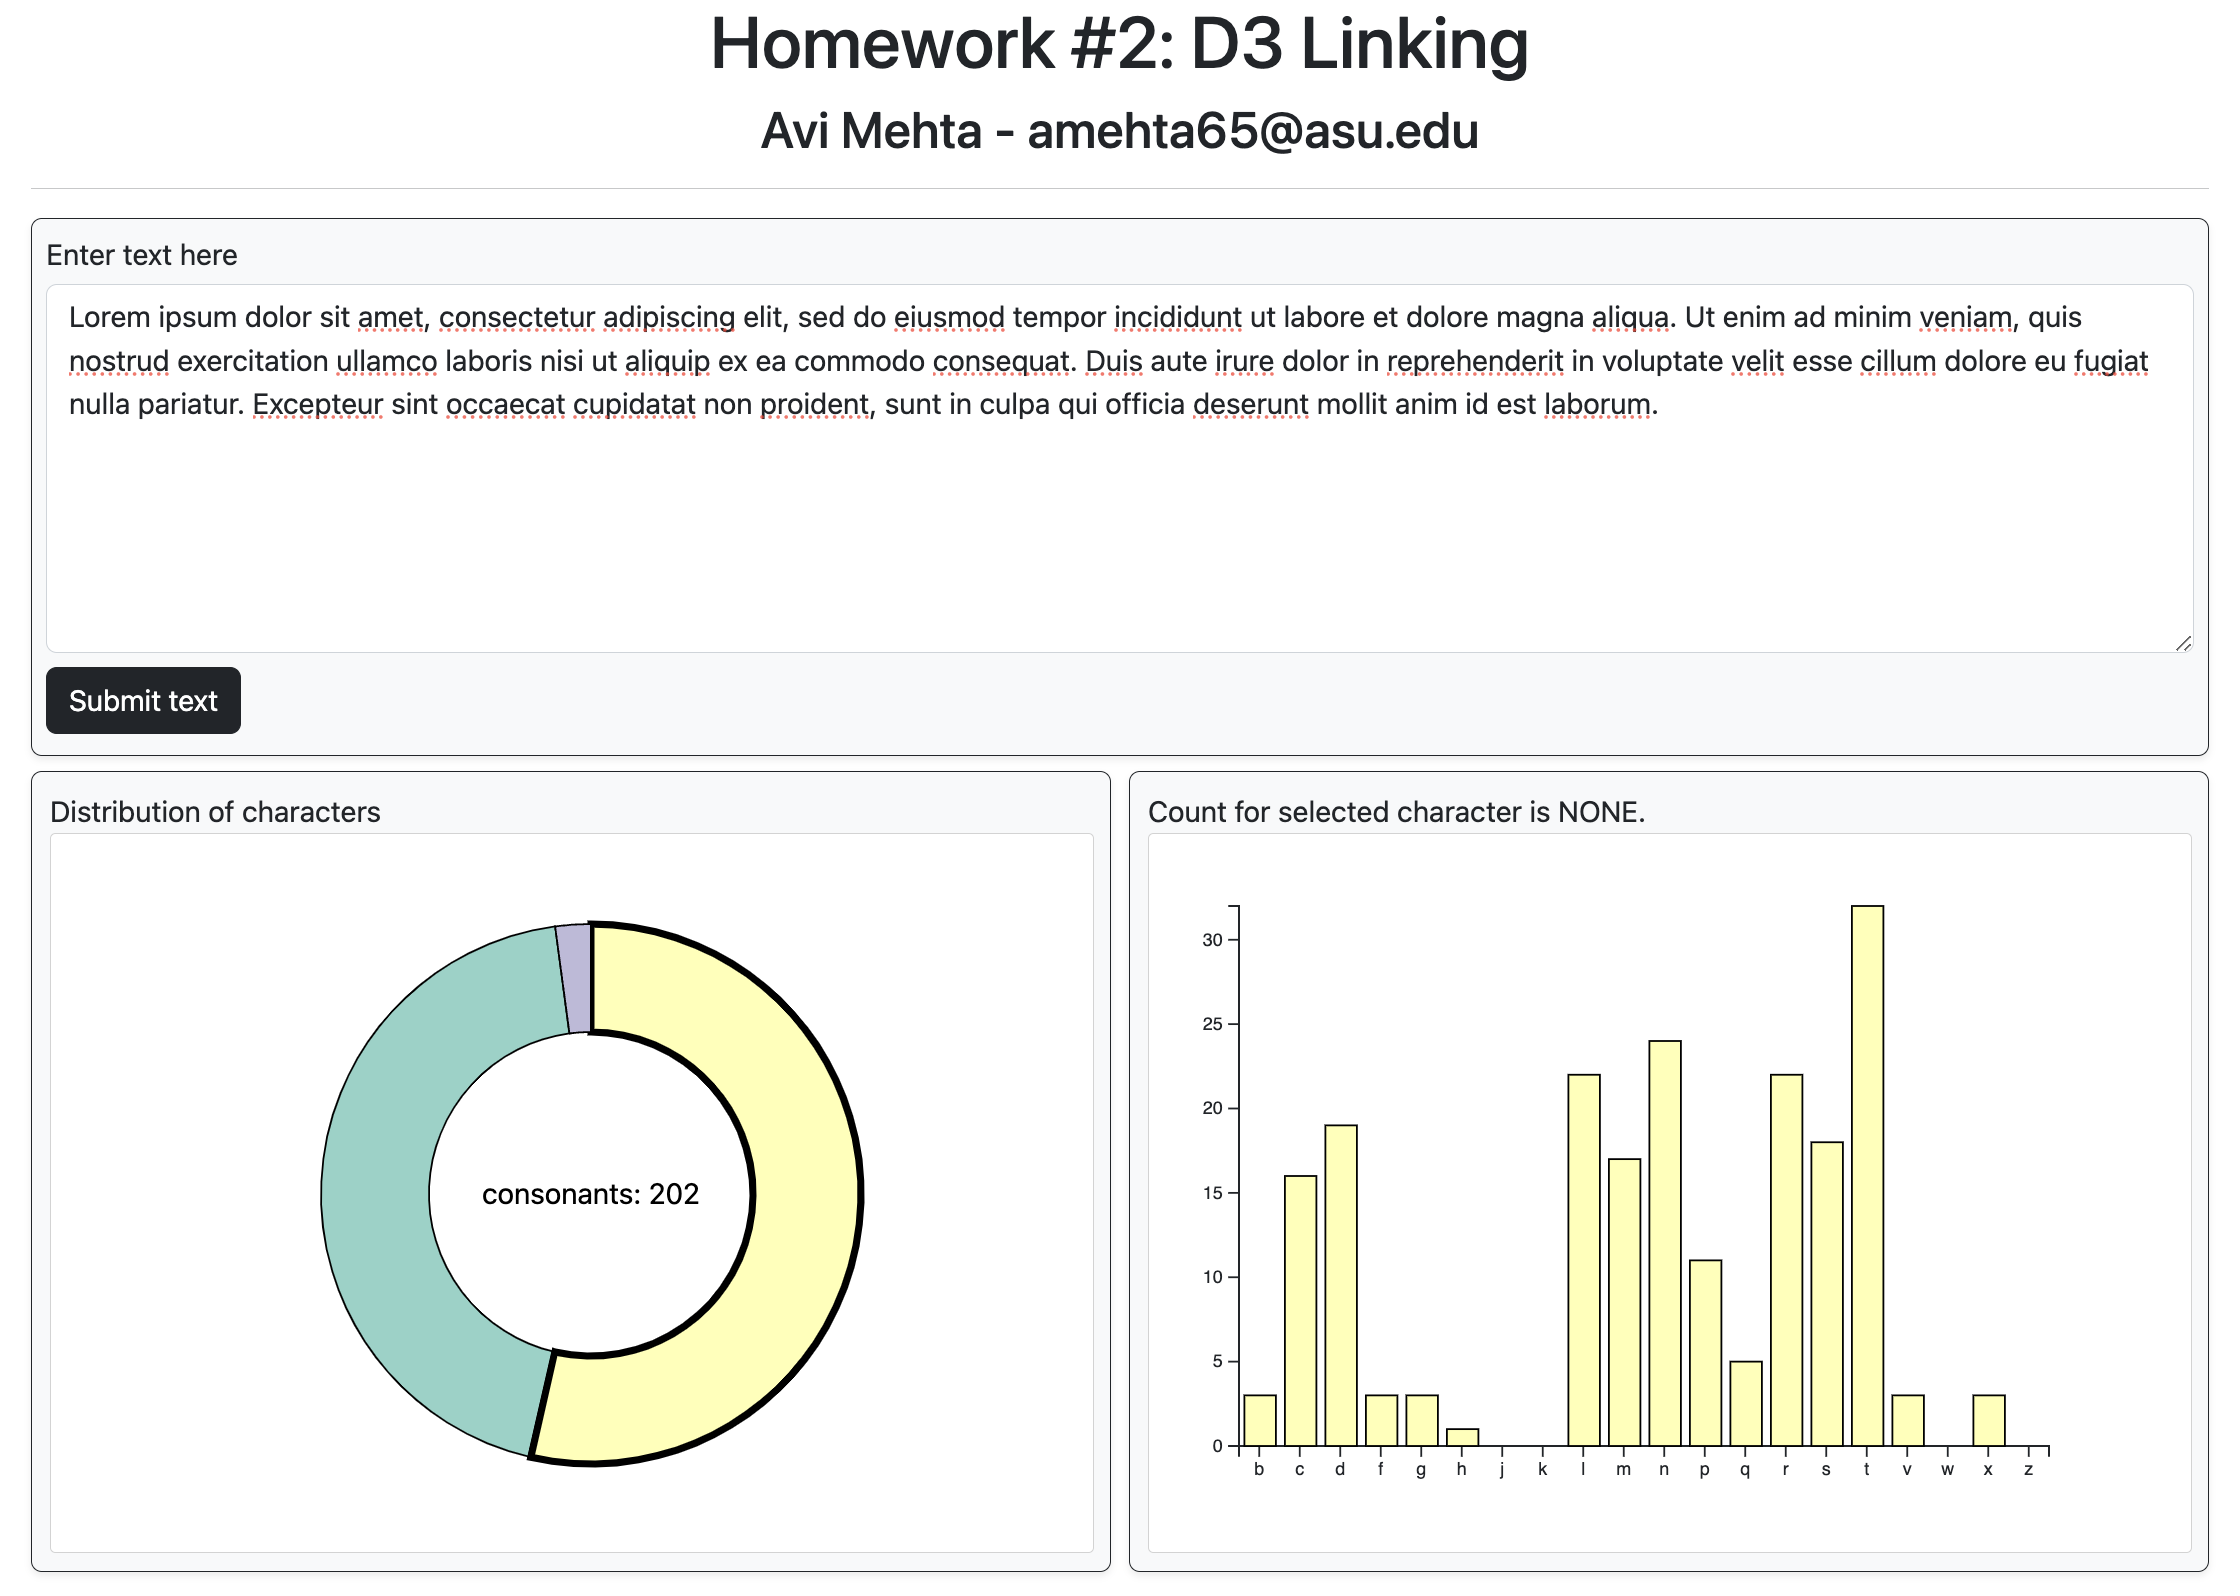 Homework #2: D3 Linking
Avi Mehta - amehta65@asu.edu
Enter text here
Lorem ipsum dolor sit amet, consectetur adipiscing elit, sed do eiusmod tempor incididunt ut labore et dolore magna aliqua. Ut enim ad minim veniam, quis
nostrud exercitation ullamco laboris nisi ut aliquip ex ea commodo consequat. Duis aute irure dolor in reprehenderit in voluptate velit esse cillum dolore eu fugiat
nulla pariatur. Excepteur sint occaecat cupidatat non proident, sunt in culpa qui officia deserunt mollit anim id est laborum.
Submit text
Distribution of characters
consonants: 202
Count for selected character is NONE.
30
25
20
15
10
5
0
b c d f g h j k l m n p q r s t v w x z